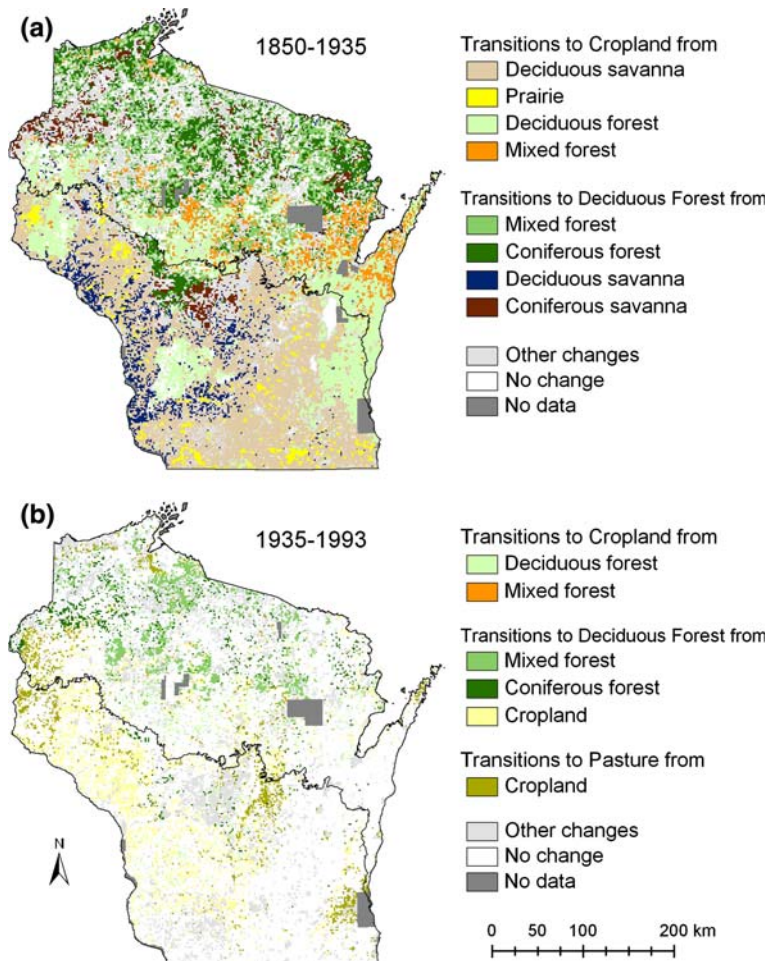 (a)
1850-1935
Transitions to Cropland from
Deciduous savanna
Prairie
Deciduous forest
Mixed forest
Transitions to Deciduous Forest from
Mixed forest
Coniferous forest
Deciduous savanna
Coniferous savanna
Other changes
No change
No data
(b)
1935-1993
Transitions to Cropland from
Deciduous forest
Mixed forest
Transitions to Deciduous Forest from
Mixed forest
Coniferous forest
Cropland
Transitions to Pasture from
Cropland
Other changes
No change
No data
N
0 50 100 200 km